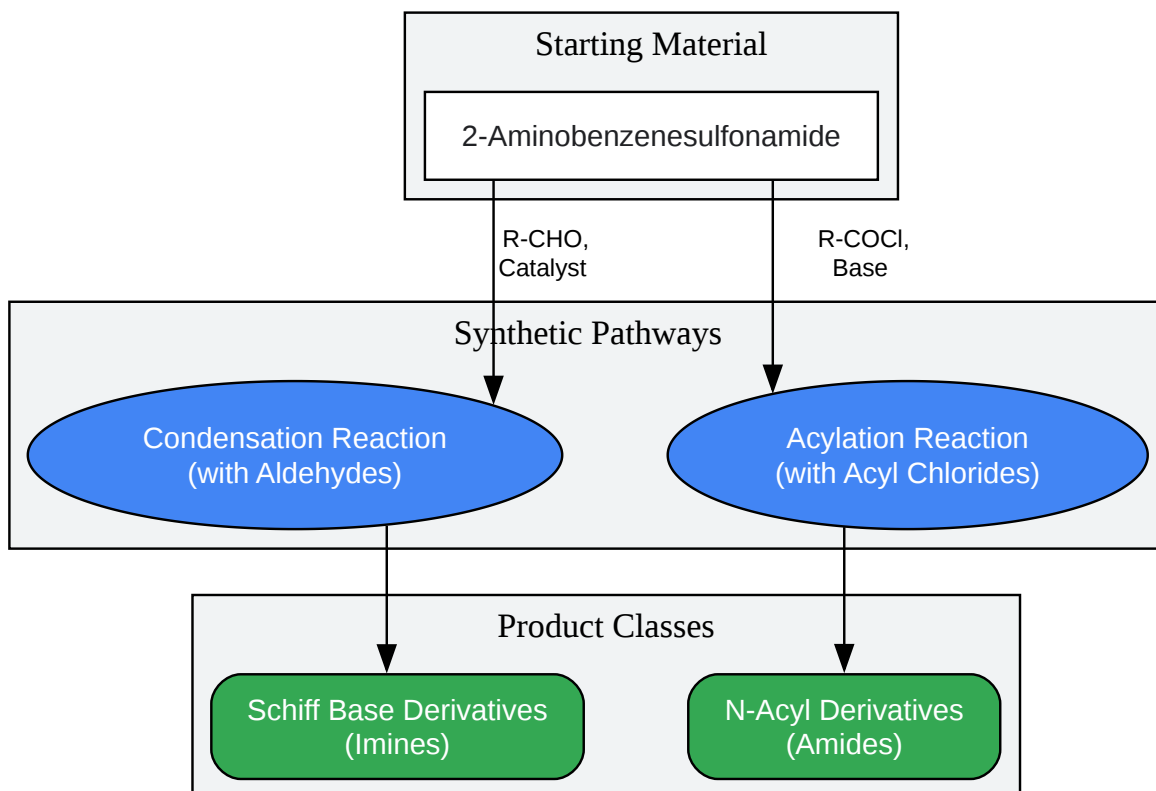 Starting Material
2-Aminobenzenesulfonamide
R-CHO,
Catalyst
R-COCl,
Base
Synthetic Pathways
Condensation Reaction
(with Aldehydes)
Acylation Reaction
(with Acyl Chlorides)
Product Classes
Schiff Base Derivatives
(Imines)
N-Acyl Derivatives
(Amides)